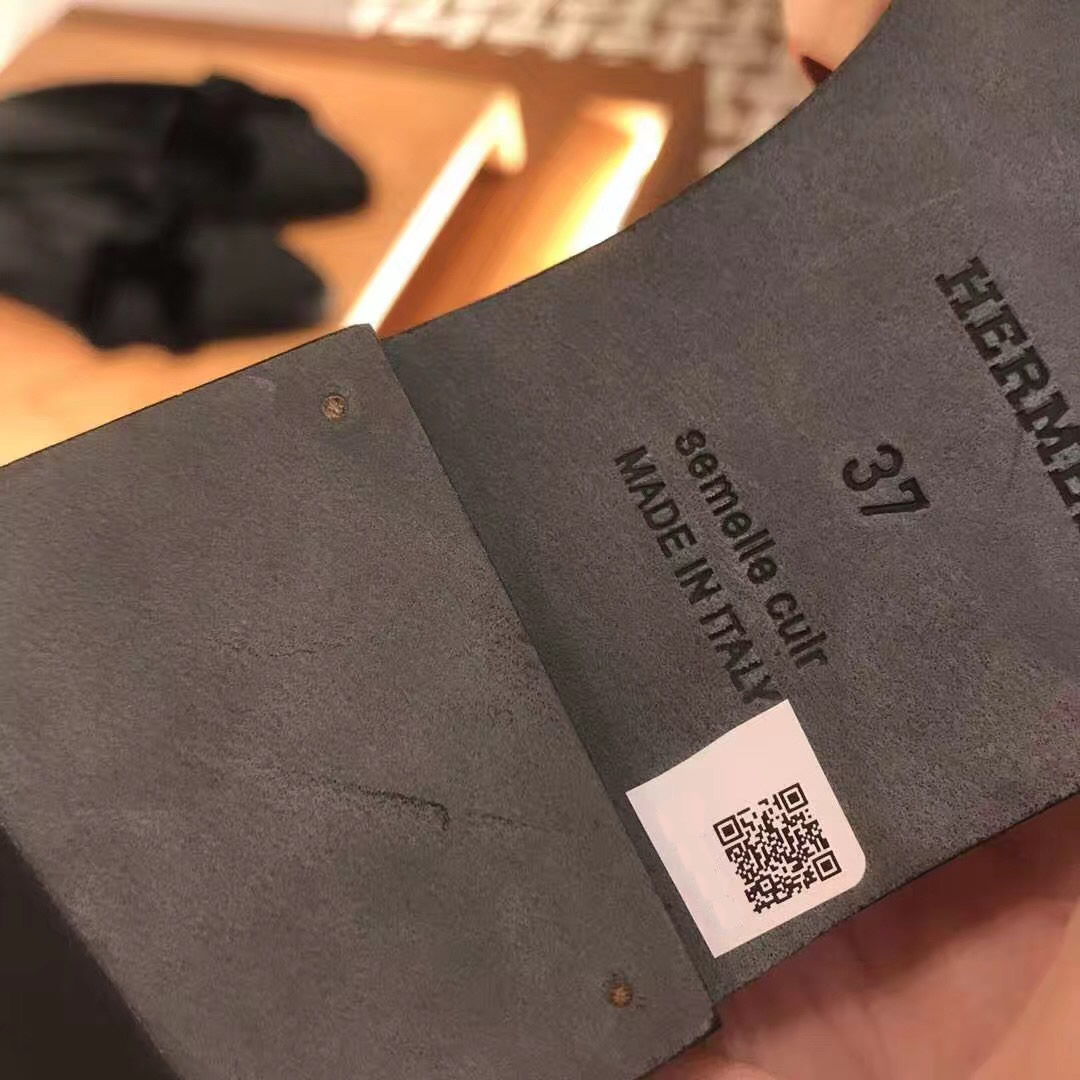 HERME
37
semelle cuir
MADE IN ITALY